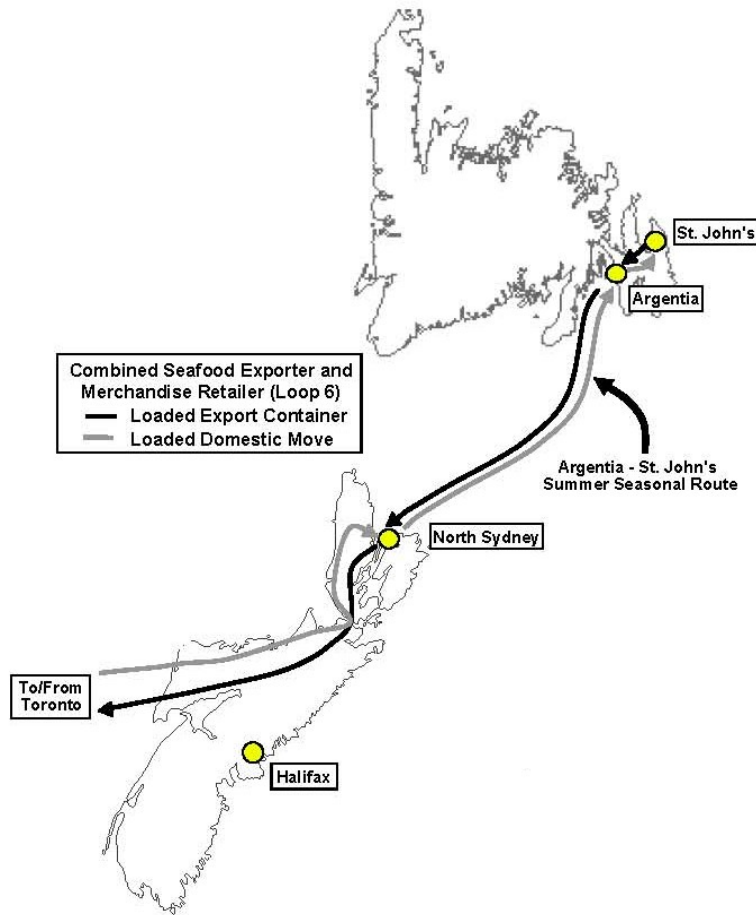 St. John's
Argentia
Combined Seafood Exporter and
Merchandise Retailer (Loop 6)
Loaded Export Container
Loaded Domestic Move
Argentia - St. John's
Summer Seasonal Route
North Sydney
To/From
Toronto
Halifax